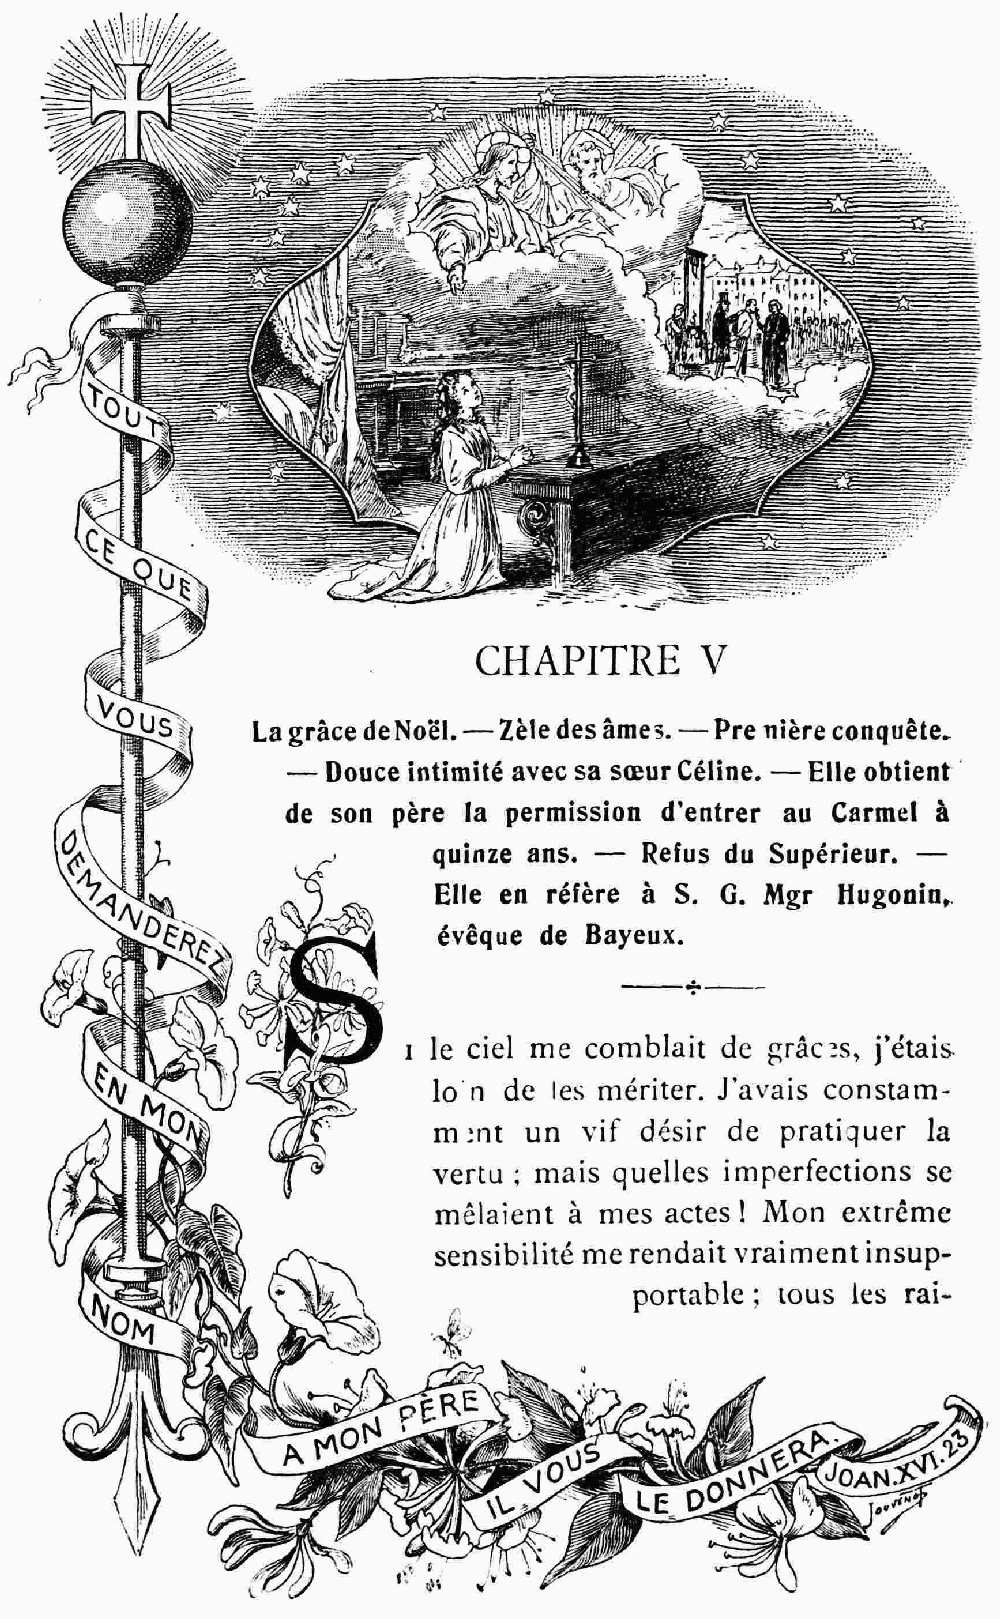 TOUT
CE QUE
VOUS
DEMANDEREZ
EN MON
NOM
A MON PÈRE
IL VOUS
LE DONNERA.
JOAN.XVI.23
CHAPITRE V
La grâce de Noël. — Zèle des âmes. — Première conquête.
— Douce intimité avec sa sœur Céline. — Elle obtient
de son père la permission d'entrer au Carmel à
quinze ans. — Refus du Supérieur. —
Elle en réfère à S. G. Mgr Hugonin,
évêque de Bayeux.
SI le ciel me comblait de grâces, j'étais
loin de les mériter. J'avais constam-
ment un vif désir de pratiquer la
vertu ; mais quelles imperfections se
mêlaient à mes actes ! Mon extrême
sensibilité me rendait vraiment insup-
portable ; tous les rai-